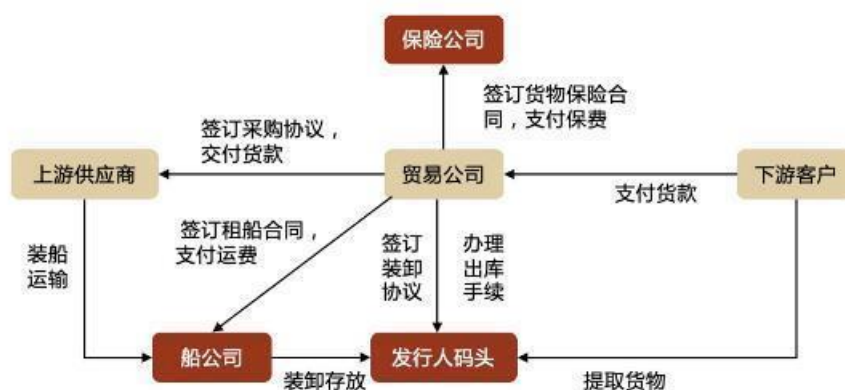 保险公司
签订货物保险合
同，支付保费
签订采购协议，
交付货款
上游供应商
贸易公司
下游客户
支付货款
签订租船合同，
支付运费
签订
装卸
协议
办理
出库
手续
装船
运输
船公司
发行人码头
装卸存放
提取货物